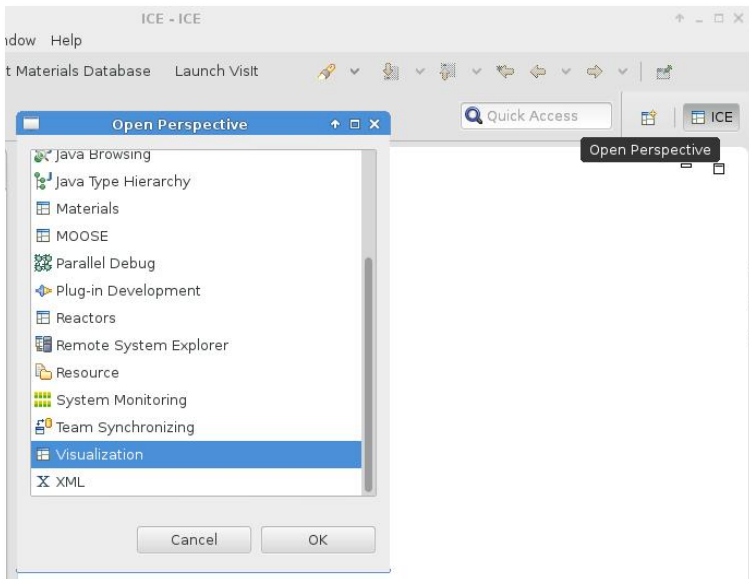 ICE - ICE
ndow Help
t Materials Database Launch VisIt
Quick Access
ICE
Open Perspective
Open Perspective
Java Browsing
Java Type Hierarchy
Materials
MOOSE
Parallel Debug
Plug-in Development
Reactors
Remote System Explorer
Resource
System Monitoring
Team Synchronizing
Visualization
X XML
Cancel OK